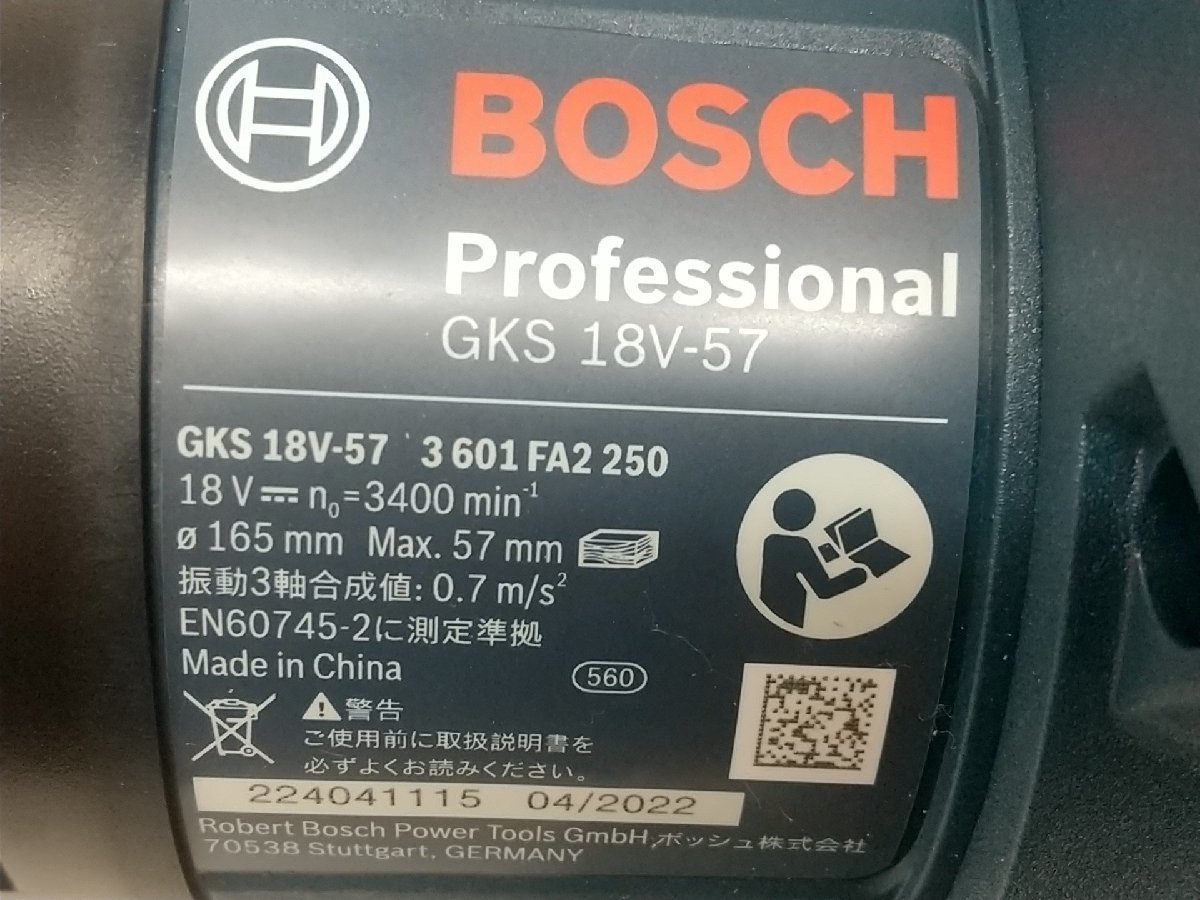 BOSCH
Professional
GKS 18V-57
GKS 18V-57 3 601 FA2 250
18 V⎓ n₀=3400 min⁻¹
ø 165 mm Max. 57 mm
振動3軸合成値: 0.7 m/s²
EN60745-2に測定準拠
Made in China
560
警告
ご使用前に取扱説明書を
必ずよくお読みください。
224041115 04/2022
Robert Bosch Power Tools GmbH,ボッシュ株式会社
70538 Stuttgart, GERMANY